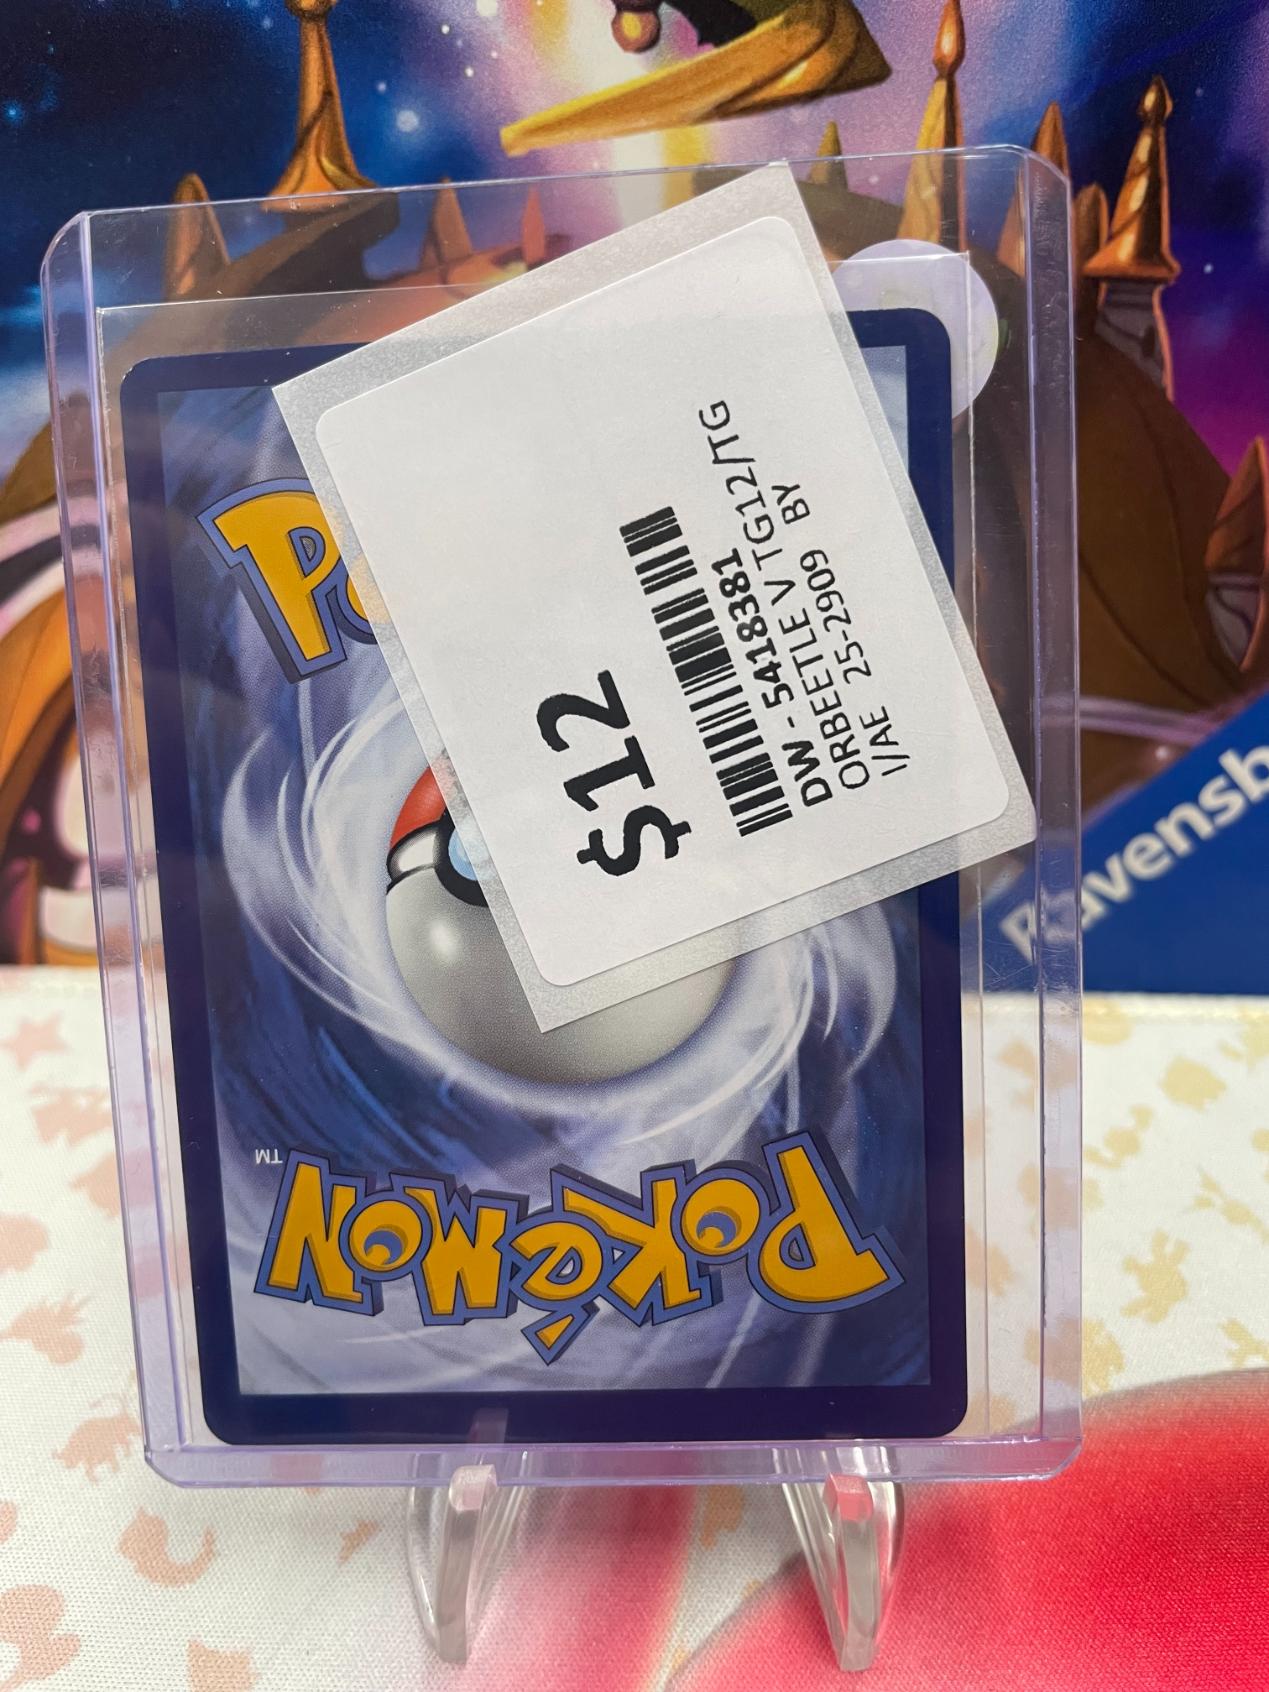 $12
DW - 5418381
ORBEETLE V TG12/TG
I/AE 25-2909 BY
Po
Ravensb
POKéMON
TM